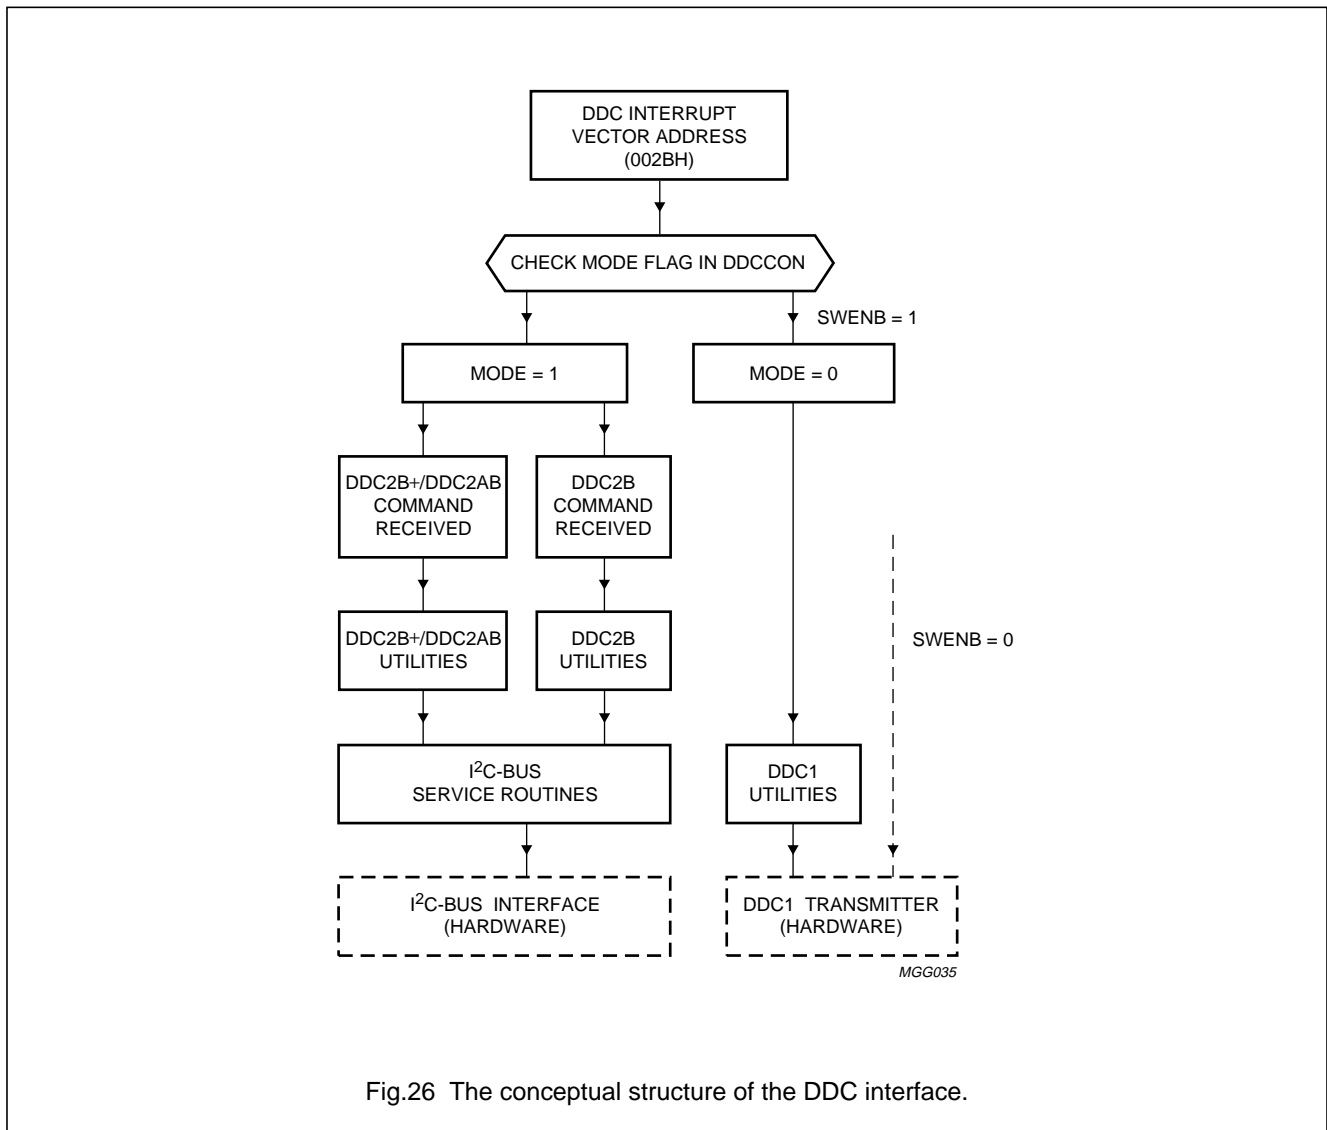 DDC INTERRUPT
VECTOR ADDRESS
(002BH)
CHECK MODE FLAG IN DDCCON
SWENB = 1
MODE = 1
MODE = 0
DDC2B+/DDC2AB
COMMAND
RECEIVED
DDC2B
COMMAND
RECEIVED
DDC2B+/DDC2AB
UTILITIES
DDC2B
UTILITIES
SWENB = 0
I²C-BUS
SERVICE ROUTINES
DDC1
UTILITIES
I²C-BUS INTERFACE
(HARDWARE)
DDC1 TRANSMITTER
(HARDWARE)
MGG035
Fig.26 The conceptual structure of the DDC interface.